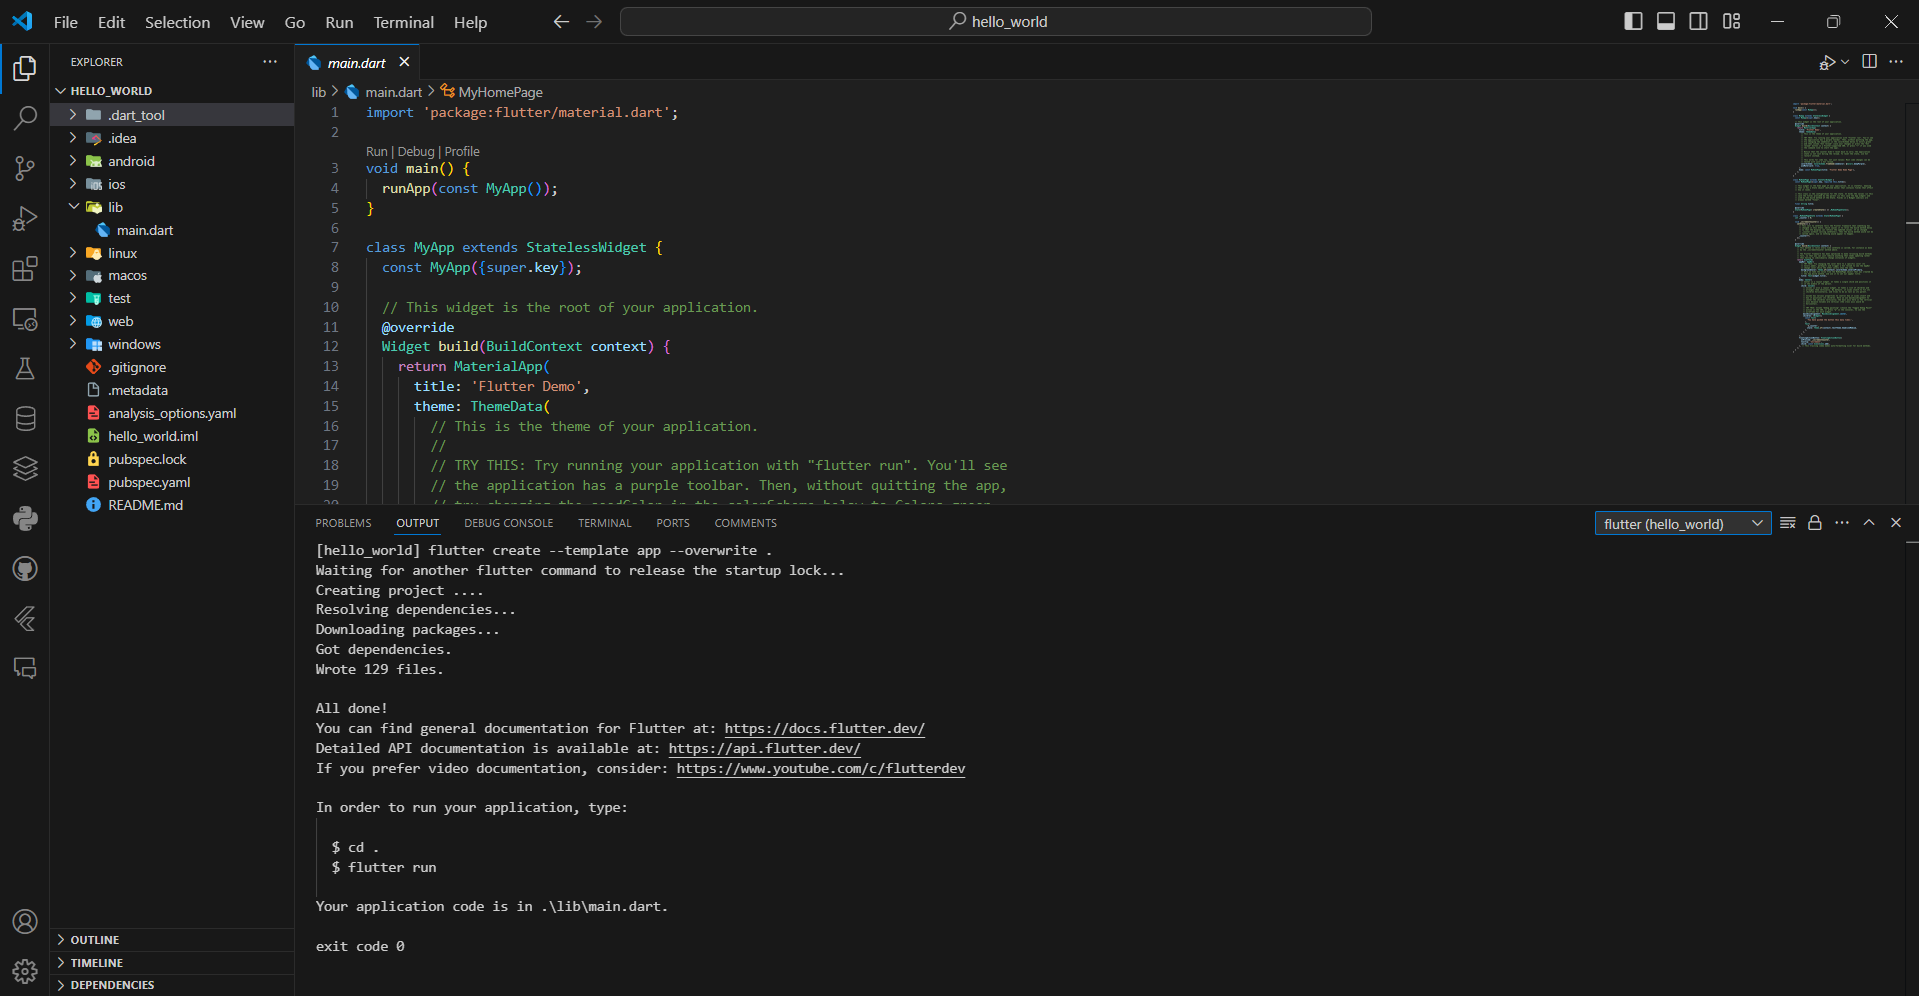 File Edit Selection View Go Run Terminal Help
hello_world
EXPLORER
HELLO_WORLD
.dart_tool
.idea
android
ios
lib
main.dart
linux
macos
test
web
windows
.gitignore
.metadata
analysis_options.yaml
hello_world.iml
pubspec.lock
pubspec.yaml
README.md
OUTLINE
TIMELINE
DEPENDENCIES
main.dart
lib > main.dart > MyHomePage
1 import 'package:flutter/material.dart';
2
Run | Debug | Profile
3 void main() {
4 runApp(const MyApp());
5 }
6
7 class MyApp extends StatelessWidget {
8 const MyApp({super.key});
9
10 // This widget is the root of your application.
11 @override
12 Widget build(BuildContext context) {
13 return MaterialApp(
14 title: 'Flutter Demo',
15 theme: ThemeData(
16 // This is the theme of your application.
17 //
18 // TRY THIS: Try running your application with "flutter run". You'll see
19 // the application has a purple toolbar. Then, without quitting the app,
20 // try changing the seedColor in the colorScheme below to Colors.green
PROBLEMS OUTPUT DEBUG CONSOLE TERMINAL PORTS COMMENTS
flutter (hello_world)
[hello_world] flutter create --template app --overwrite .
Waiting for another flutter command to release the startup lock...
Creating project ....
Resolving dependencies...
Downloading packages...
Got dependencies.
Wrote 129 files.
All done!
You can find general documentation for Flutter at: https://docs.flutter.dev/
Detailed API documentation is available at: https://api.flutter.dev/
If you prefer video documentation, consider: https://www.youtube.com/c/flutterdev
In order to run your application, type:
$ cd .
$ flutter run
Your application code is in .\lib\main.dart.
exit code 0